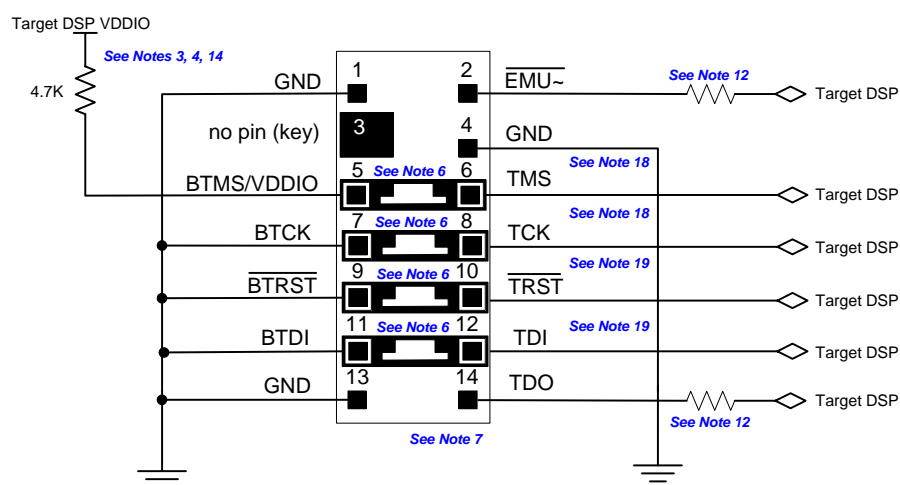 Target DSP VDDIO
See Notes 3, 4, 14
4.7K
GND
1
2
EMU~
See Note 12
Target DSP
no pin (key)
3
4
GND
See Note 18
BTMS/VDDIO
5
See Note 6
6
TMS
Target DSP
See Note 18
BTCK
7
See Note 6
8
TCK
Target DSP
See Note 19
BTRST
9
See Note 6
10
TRST
Target DSP
See Note 19
BTDI
11
See Note 6
12
TDI
Target DSP
GND
13
14
TDO
Target DSP
See Note 12
See Note 7